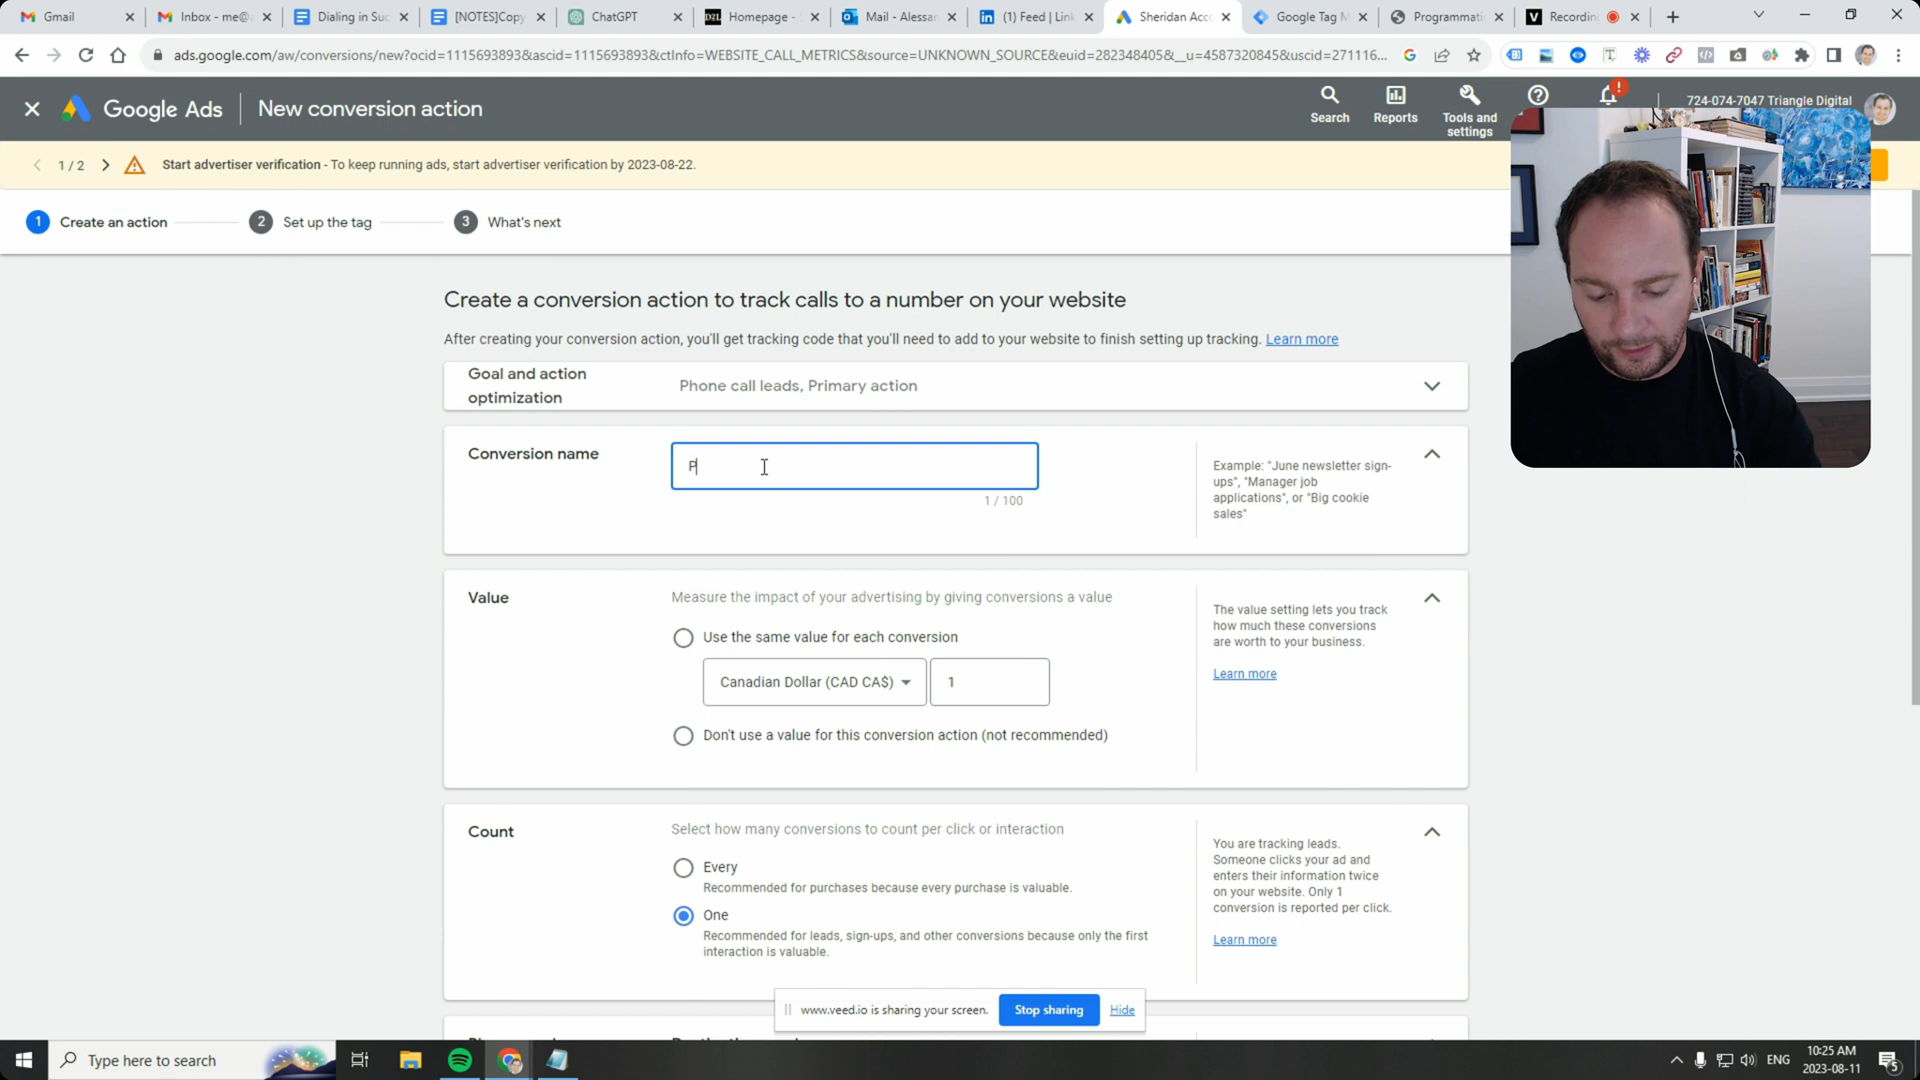 Gmail
Inbox - me@
Dialing in Suc
[NOTES]Copy
ChatGPT
D2L
Homepage -
Mail - Alessar
(1) Feed | Link
Sheridan Acc
Google Tag M
Programmati
Recordin
ads.google.com/aw/conversions/new?ocid=1115693893&ascid=1115693893&ctInfo=WEBSITE_CALL_METRICS&source=UNKNOWN_SOURCE&euid=282348405&__u=4587320845&uscid=271116...
Google Ads
New conversion action
Search
Reports
Tools and
settings
724-074-7047 Triangle Digital
1 / 2
Start advertiser verification - To keep running ads, start advertiser verification by 2023-08-22.
1 Create an action
2 Set up the tag
3 What's next
Create a conversion action to track calls to a number on your website
After creating your conversion action, you'll get tracking code that you'll need to add to your website to finish setting up tracking. Learn more
Goal and action
optimization
Phone call leads, Primary action
Conversion name
P
1 / 100
Example: "June newsletter sign-
ups", "Manager job
applications", or "Big cookie
sales"
Value
Measure the impact of your advertising by giving conversions a value
Use the same value for each conversion
Canadian Dollar (CAD CA$)
1
Don't use a value for this conversion action (not recommended)
The value setting lets you track
how much these conversions
are worth to your business.
Learn more
Count
Select how many conversions to count per click or interaction
Every
Recommended for purchases because every purchase is valuable.
One
Recommended for leads, sign-ups, and other conversions because only the first
interaction is valuable.
You are tracking leads.
Someone clicks your ad and
enters their information twice
on your website. Only 1
conversion is reported per click.
Learn more
www.veed.io is sharing your screen.
Stop sharing
Hide
Type here to search
ENG
10:25 AM
2023-08-11
5